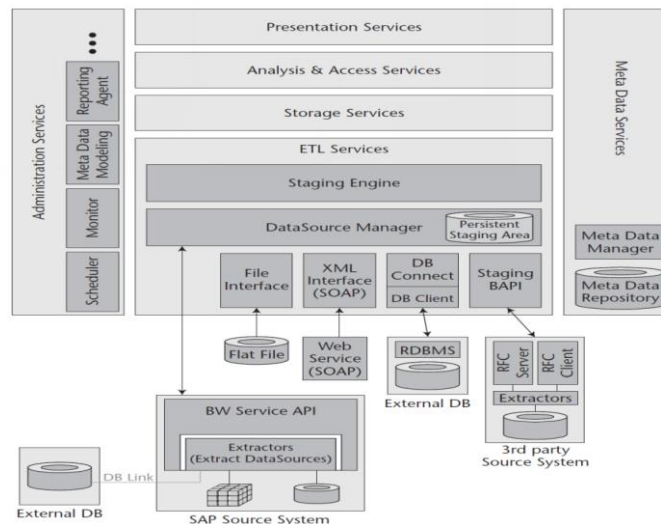 Presentation Services
Analysis & Access Services
Storage Services
ETL Services
Staging Engine
DataSource Manager
Persistent
Staging Area
File
Interface
XML
Interface
(SOAP)
DB
Connect
DB Client
Staging
BAPI
Administration Services
•••
Reporting
Agent
Meta Data
Modeling
Monitor
Scheduler
Meta Data Services
Meta Data
Manager
Meta Data
Repository
Flat File
Web
Service
(SOAP)
RDBMS
External DB
RFC
Server
RFC
Client
Extractors
3rd party
Source System
BW Service API
Extractors
(Extract DataSources)
SAP Source System
DB Link
External DB